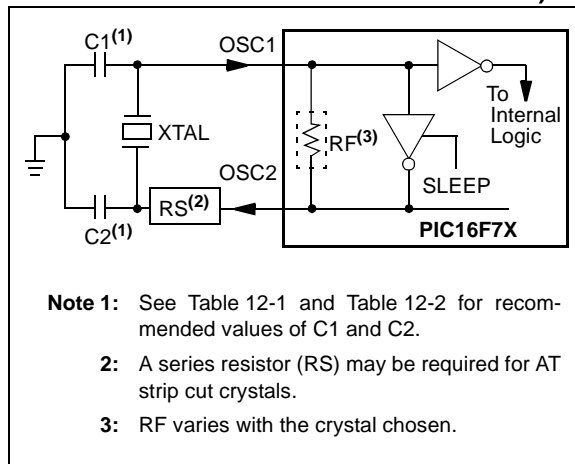 C1(1)
OSC1
To
Internal
Logic
XTAL
RF(3)
OSC2
SLEEP
RS(2)
C2(1)
PIC16F7X
Note 1: See Table 12-1 and Table 12-2 for recom-
mended values of C1 and C2.
2: A series resistor (RS) may be required for AT
strip cut crystals.
3: RF varies with the crystal chosen.